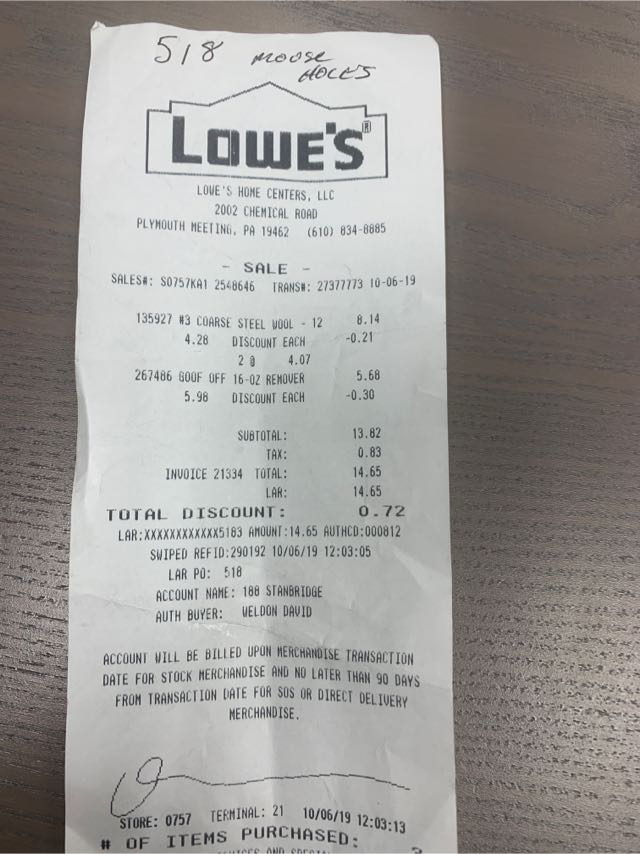 518 MOOSE
HOLES
LOWE'S®
LOWE'S HOME CENTERS, LLC
2002 CHEMICAL ROAD
PLYMOUTH MEETING, PA 19462 (610) 834-8885
- SALE -
SALES#: S0757KA1 2548646 TRANS#: 27377773 10-06-19
135927 #3 COARSE STEEL WOOL - 12 8.14
4.28 DISCOUNT EACH -0.21
2 @ 4.07
267486 GOOF OFF 16-OZ REMOVER 5.68
5.98 DISCOUNT EACH -0.30
SUBTOTAL: 13.82
TAX: 0.83
INVOICE 21334 TOTAL: 14.65
LAR: 14.65
TOTAL DISCOUNT: 0.72
LAR:XXXXXXXXXXXX5183 AMOUNT:14.65 AUTHCD:000812
SWIPED REFID:290192 10/06/19 12:03:05
LAR PO: 518
ACCOUNT NAME: 188 STANBRIDGE
AUTH BUYER: WELDON DAVID
ACCOUNT WILL BE BILLED UPON MERCHANDISE TRANSACTION
DATE FOR STOCK MERCHANDISE AND NO LATER THAN 90 DAYS
FROM TRANSACTION DATE FOR SOS OR DIRECT DELIVERY
MERCHANDISE.
STORE: 0757 TERMINAL: 21 10/06/19 12:03:13
# OF ITEMS PURCHASED: